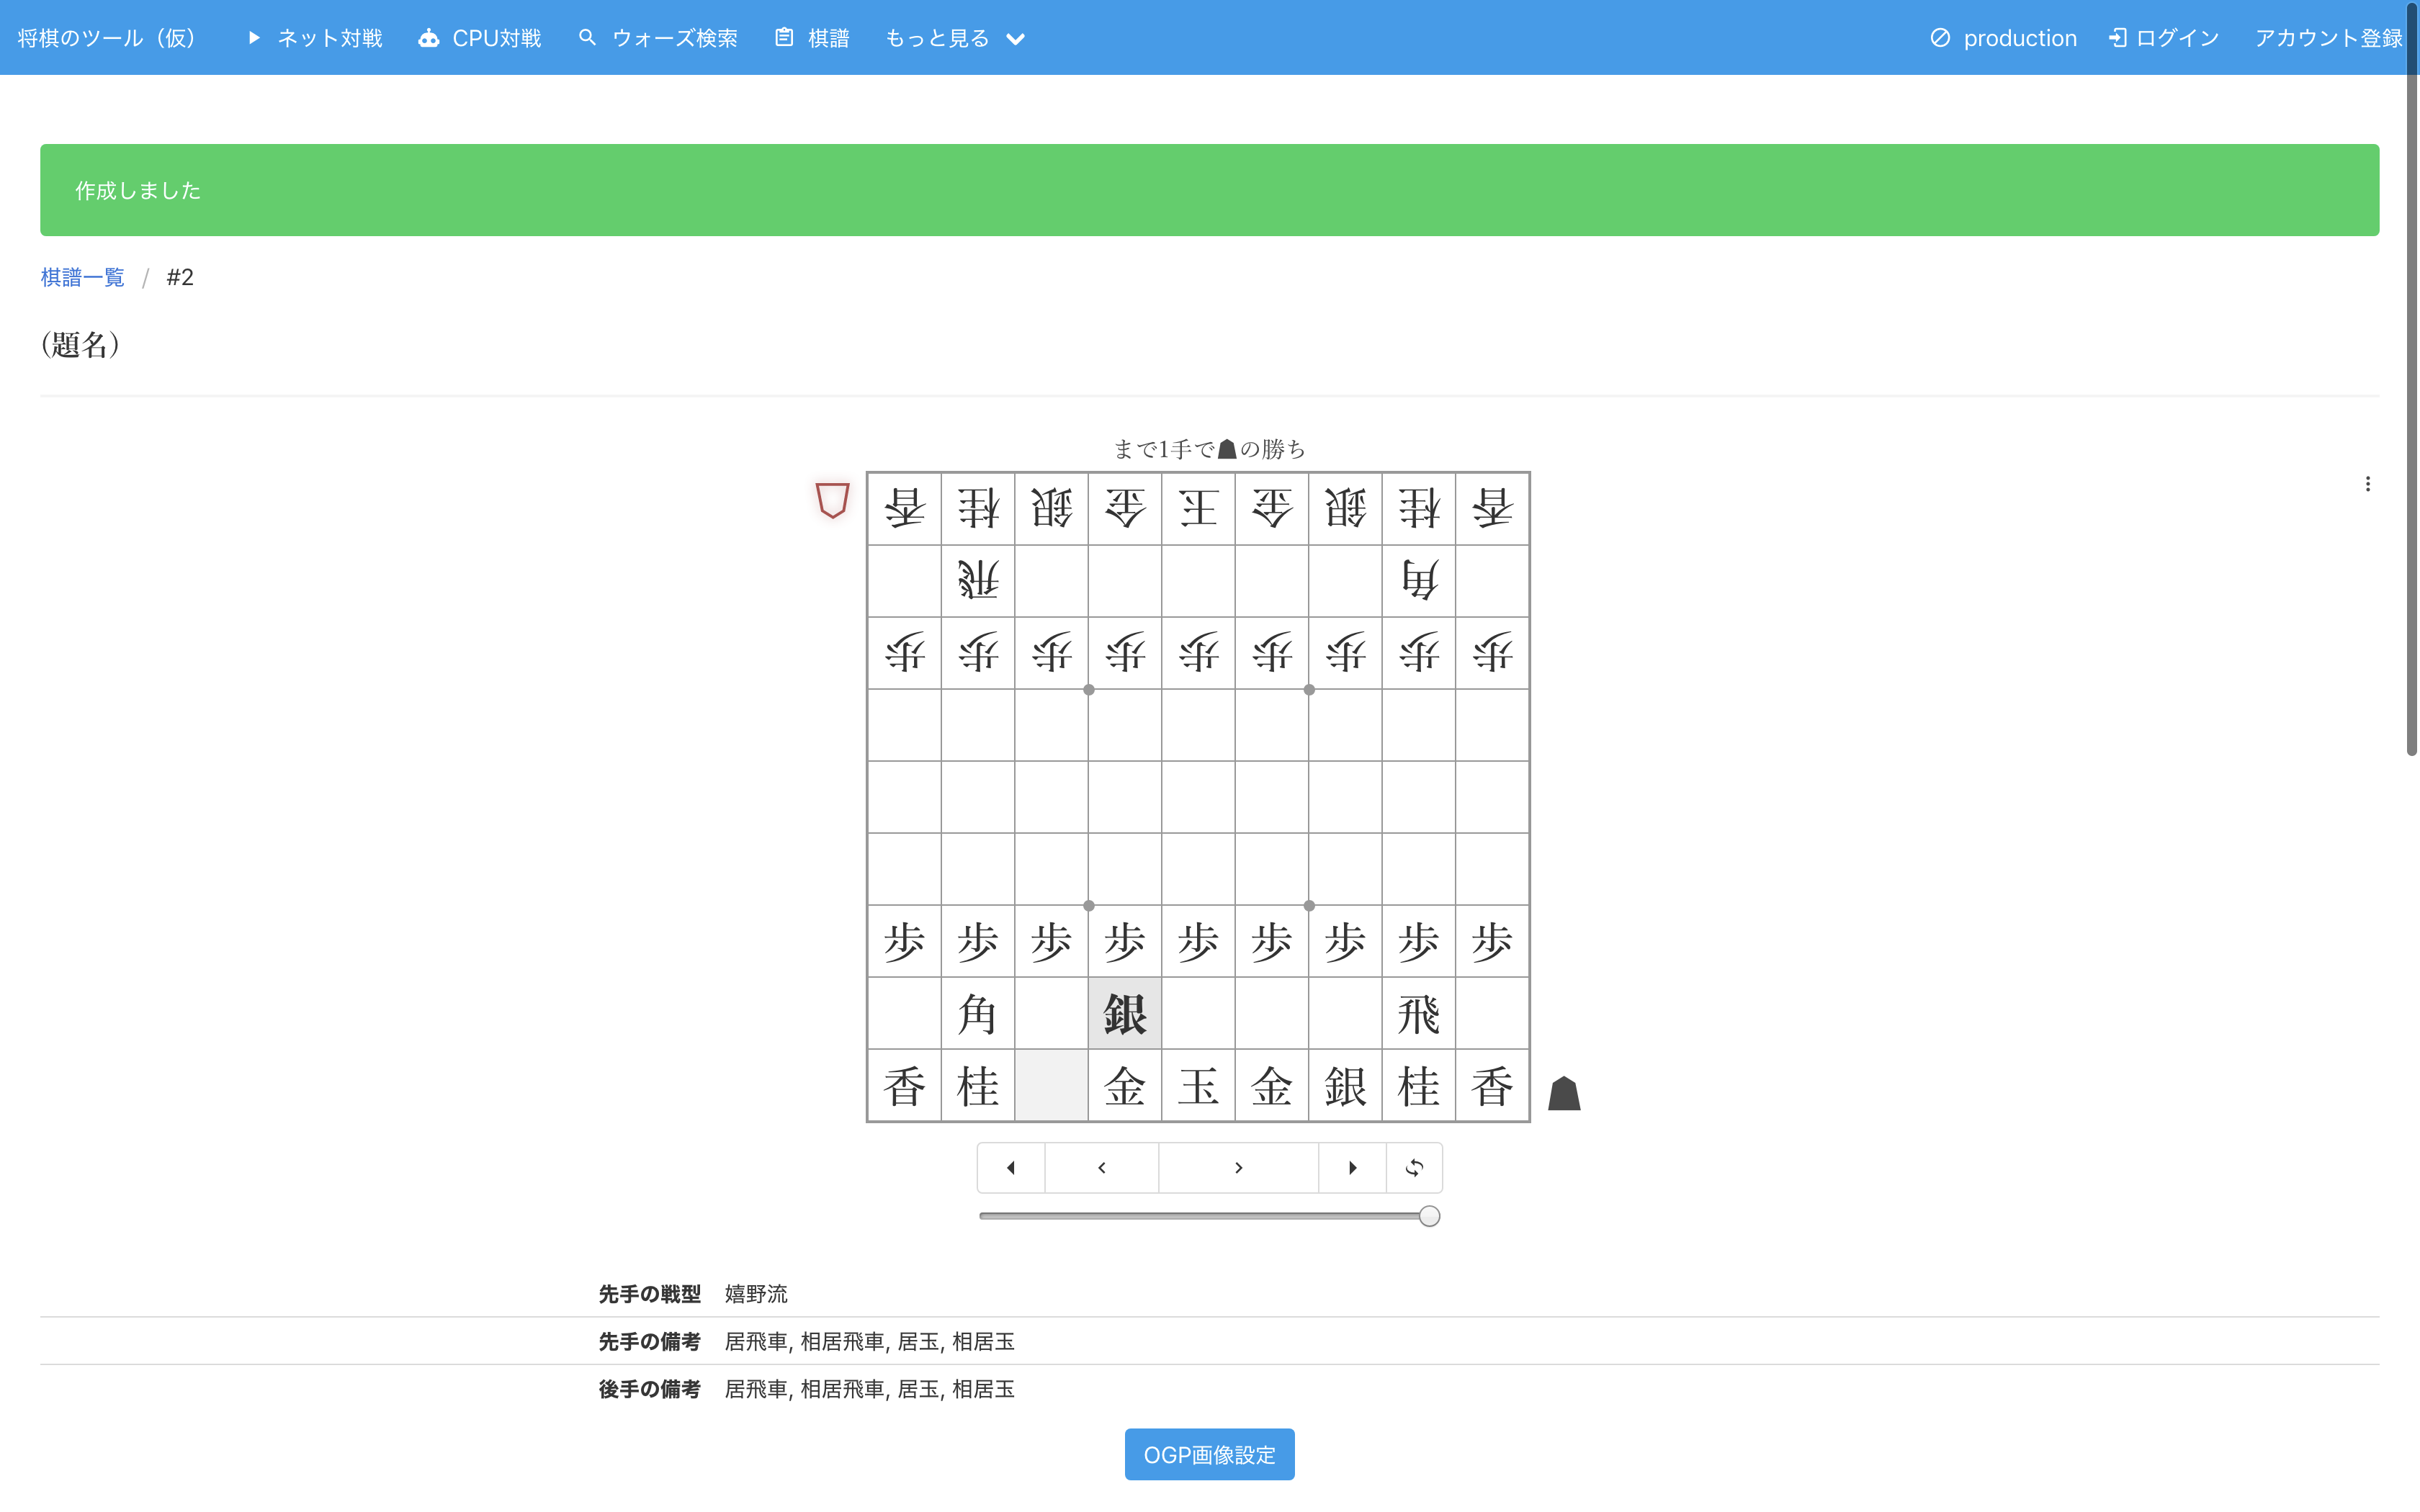 将棋のツール（仮） ネット対戦 CPU対戦 ウォーズ検索 棋譜 もっと見る production ログイン アカウント登録
作成しました
棋譜一覧 / #2
(題名)
まで1手で☗の勝ち
香 桂 銀 金 王 金 銀 桂 香
飛 角
歩 歩 歩 歩 歩 歩 歩 歩 歩
歩 歩 歩 歩 歩 歩 歩 歩 歩
角 銀 飛
香 桂 金 玉 金 銀 桂 香
先手の戦型 嬉野流
先手の備考 居飛車, 相居飛車, 居玉, 相居玉
後手の備考 居飛車, 相居飛車, 居玉, 相居玉
OGP画像設定